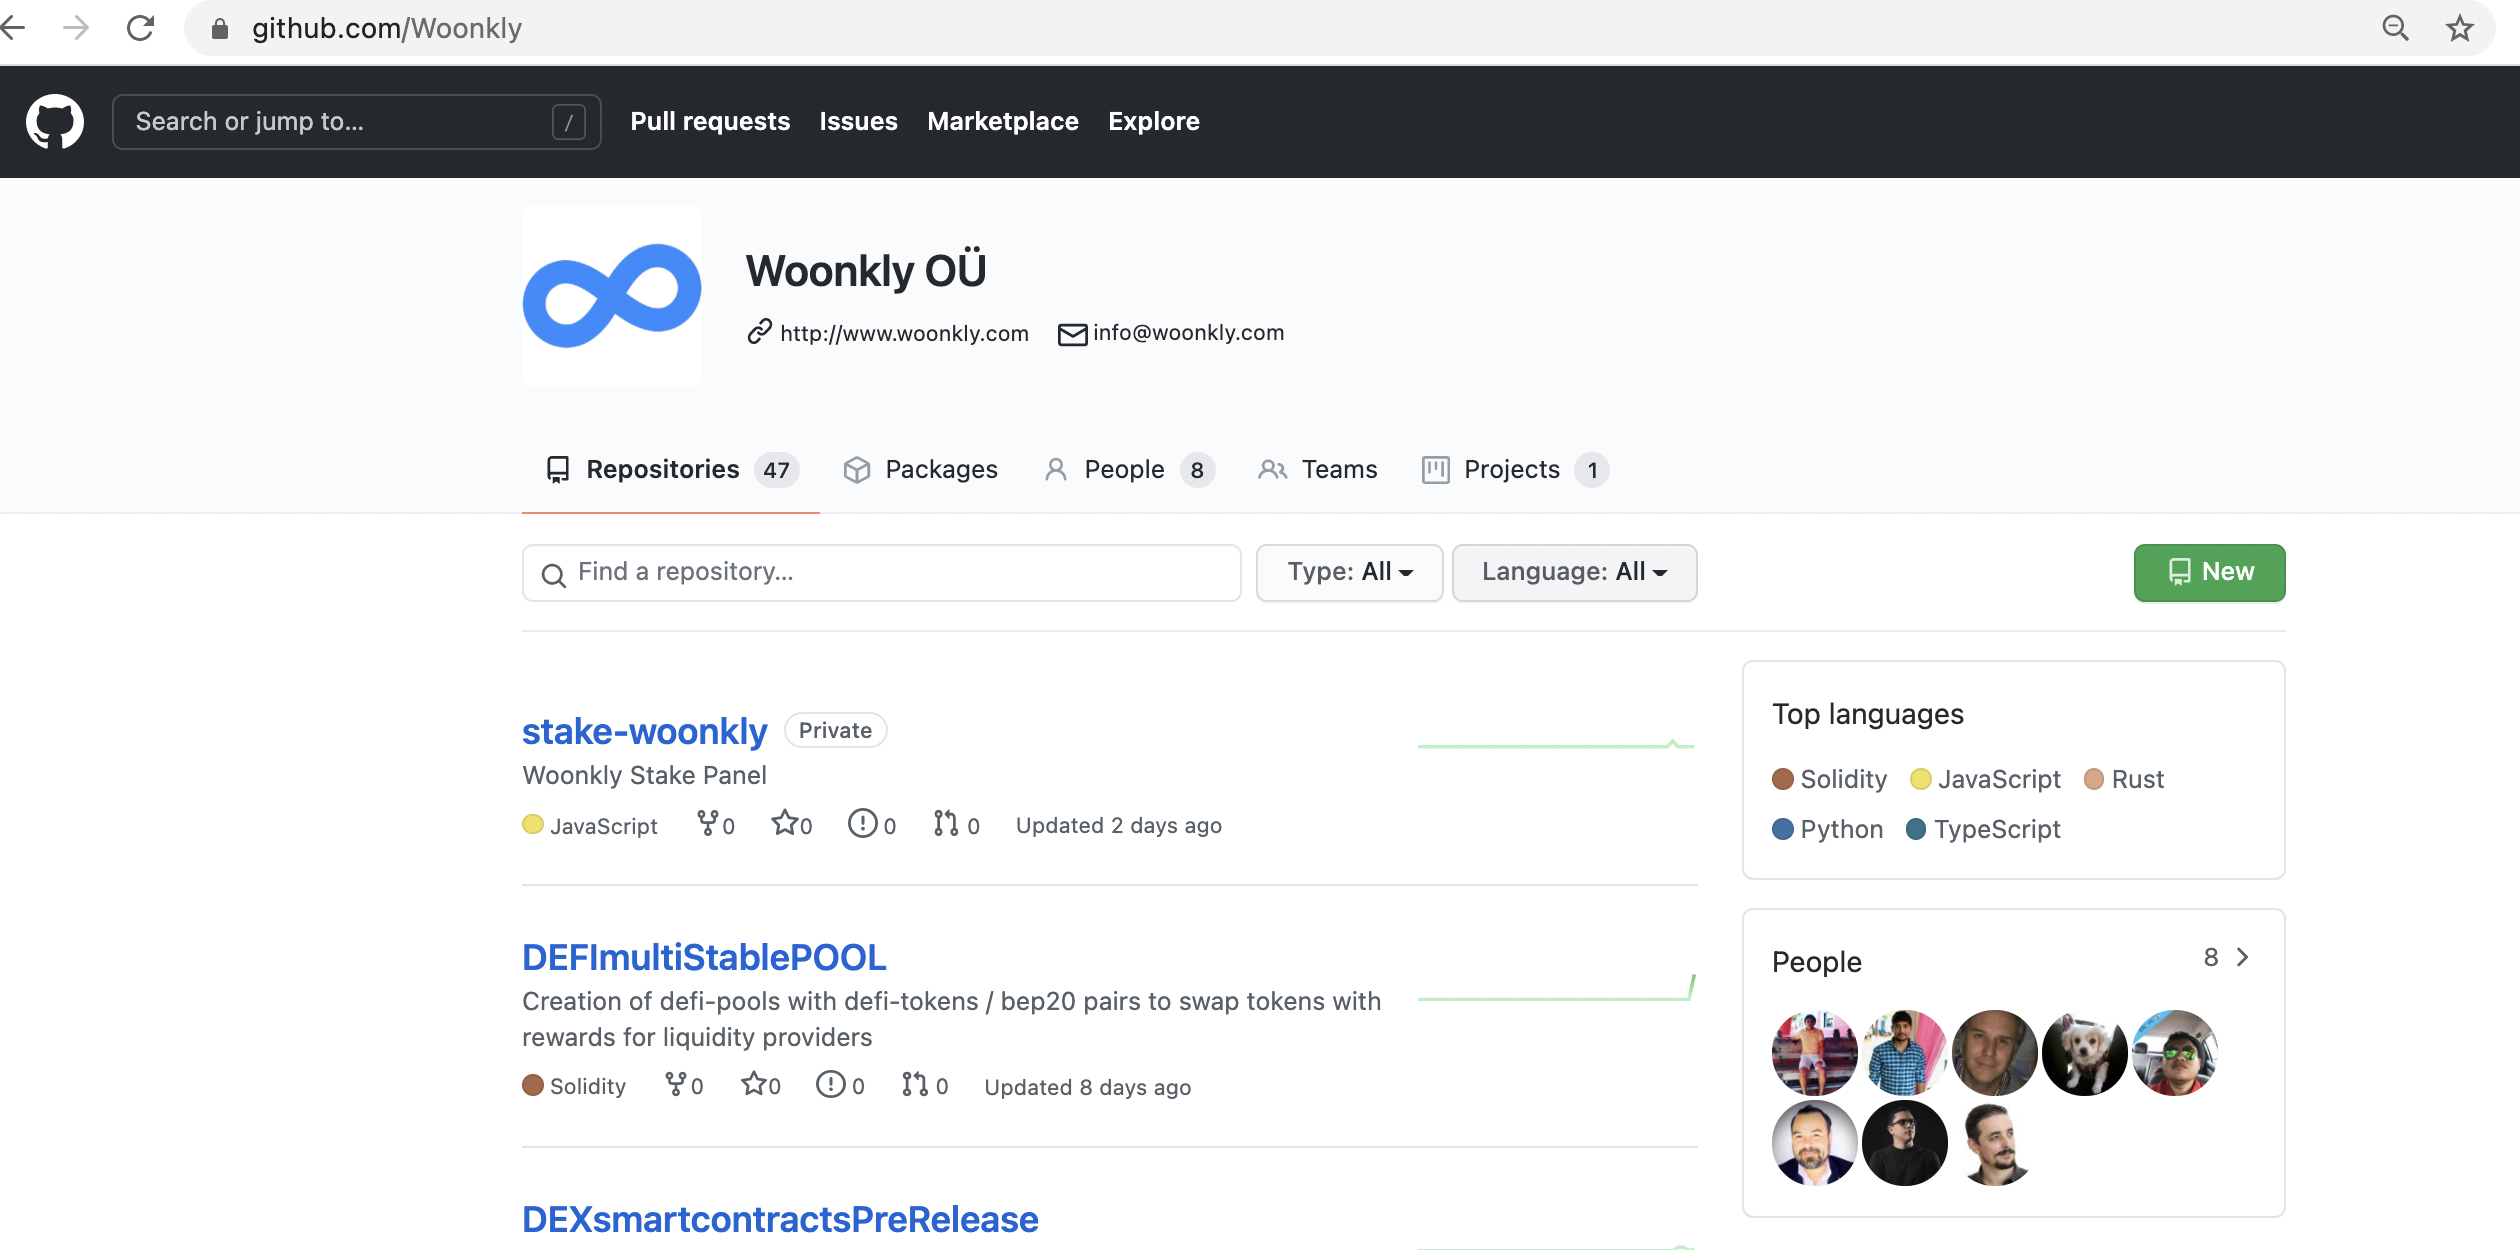 github.com/Woonkly
Search or jump to...
/
Pull requests Issues Marketplace Explore
Woonkly OÜ
http://www.woonkly.com info@woonkly.com
Repositories 47 Packages People 8 Teams Projects 1
Find a repository... Type: All Language: All New
stake-woonkly Private
Woonkly Stake Panel
JavaScript 0 0 0 0 Updated 2 days ago
DEFImultiStablePOOL
Creation of defi-pools with defi-tokens / bep20 pairs to swap tokens with
rewards for liquidity providers
Solidity 0 0 0 0 Updated 8 days ago
DEXsmartcontractsPreRelease
Top languages
Solidity JavaScript Rust
Python TypeScript
People 8